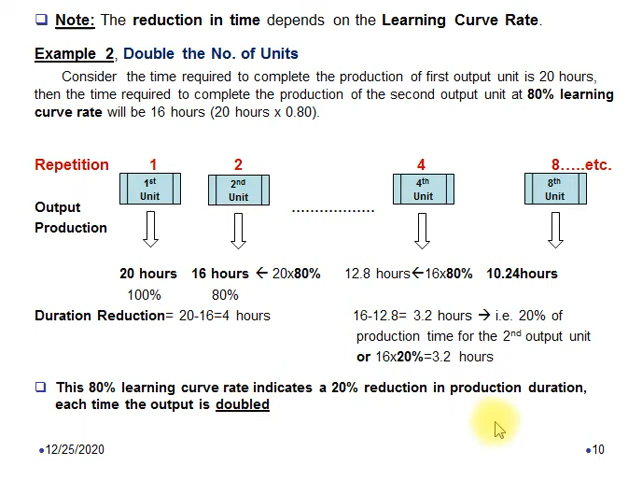 ❑ Note: The reduction in time depends on the Learning Curve Rate.
Example 2, Double the No. of Units
Consider the time required to complete the production of first output unit is 20 hours,
then the time required to complete the production of the second output unit at 80% learning
curve rate will be 16 hours (20 hours x 0.80).
Repetition 1 2 4 8…..etc.
1st Unit 2nd Unit 4th Unit 8th Unit
Output
Production
...................
20 hours 16 hours ← 20x80% 12.8 hours←16x80% 10.24hours
100% 80%
Duration Reduction= 20-16=4 hours 16-12.8= 3.2 hours → i.e. 20% of
production time for the 2nd output unit
or 16x20%=3.2 hours
❑ This 80% learning curve rate indicates a 20% reduction in production duration,
each time the output is doubled
•12/25/2020 •10